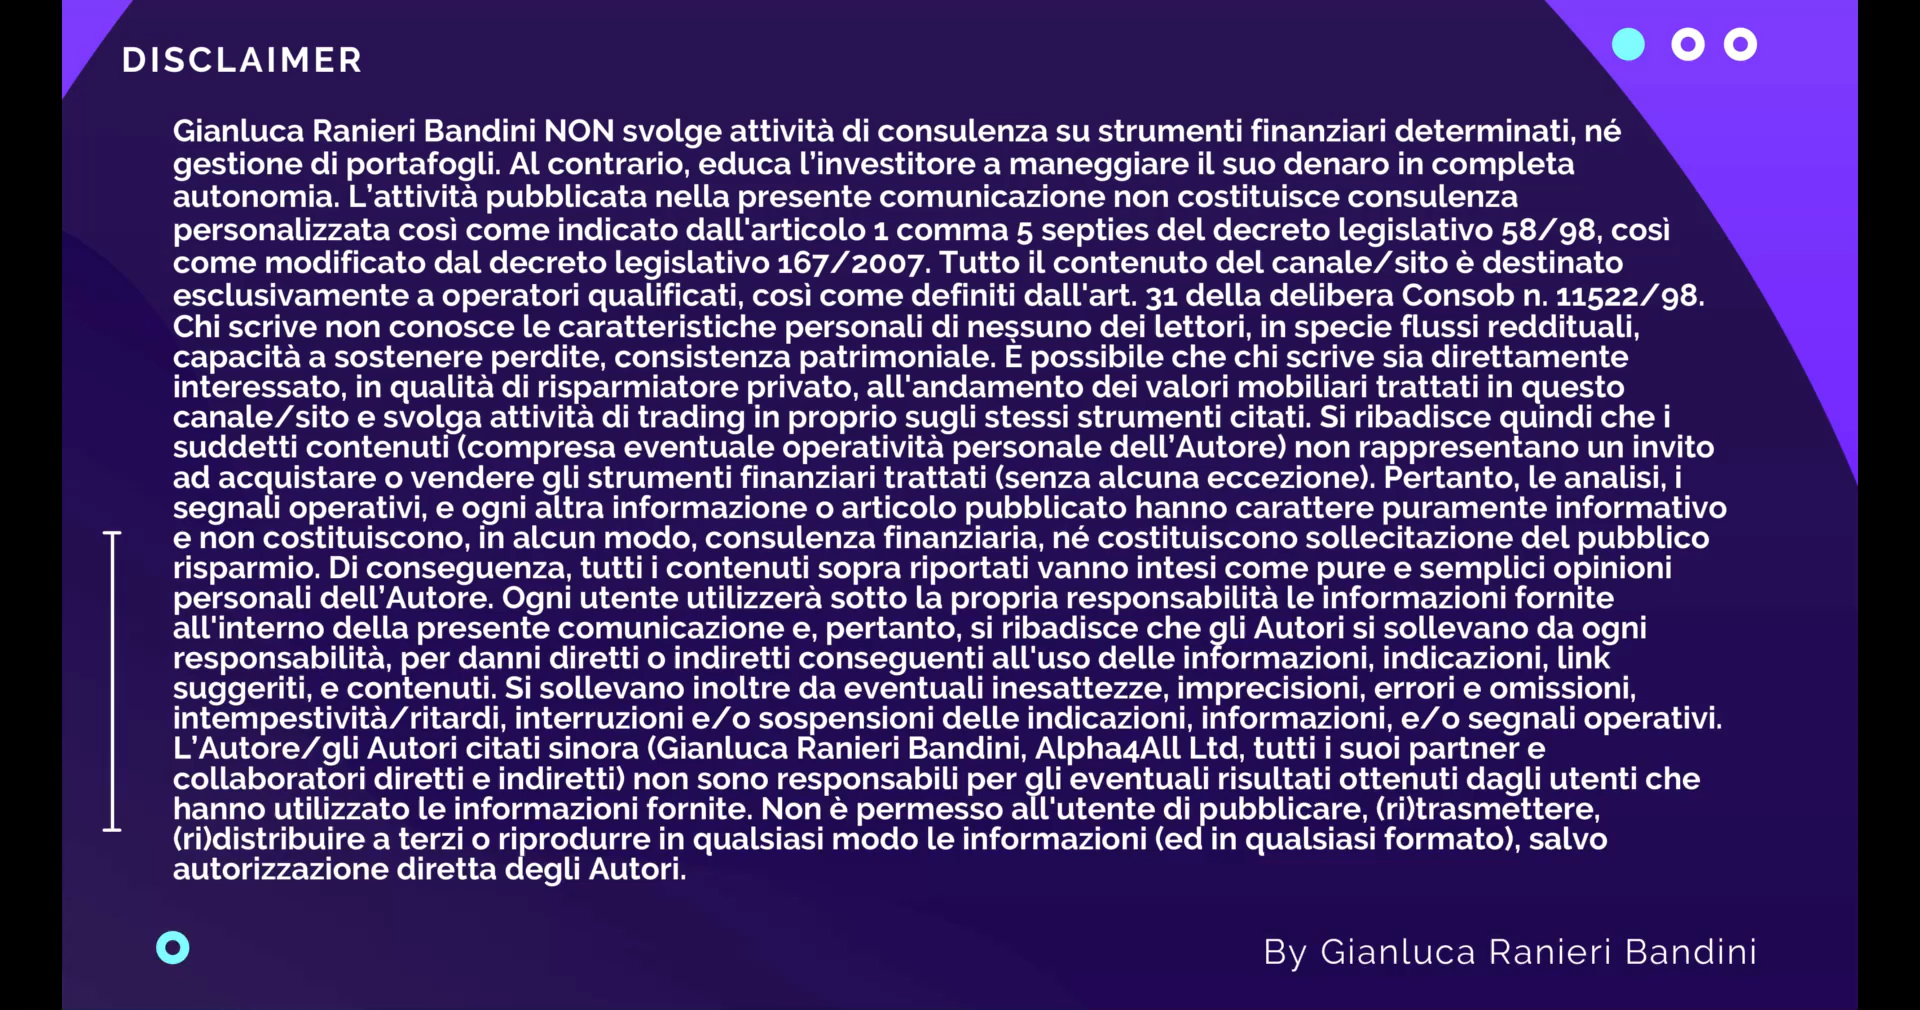 DISCLAIMER
Gianluca Ranieri Bandini NON svolge attività di consulenza su strumenti finanziari determinati, né
gestione di portafogli. Al contrario, educa l’investitore a maneggiare il suo denaro in completa
autonomia. L’attività pubblicata nella presente comunicazione non costituisce consulenza
personalizzata così come indicato dall'articolo 1 comma 5 septies del decreto legislativo 58/98, così
come modificato dal decreto legislativo 167/2007. Tutto il contenuto del canale/sito è destinato
esclusivamente a operatori qualificati, così come definiti dall'art. 31 della delibera Consob n. 11522/98.
Chi scrive non conosce le caratteristiche personali di nessuno dei lettori, in specie flussi reddituali,
capacità a sostenere perdite, consistenza patrimoniale. È possibile che chi scrive sia direttamente
interessato, in qualità di risparmiatore privato, all'andamento dei valori mobiliari trattati in questo
canale/sito e svolga attività di trading in proprio sugli stessi strumenti citati. Si ribadisce quindi che i
suddetti contenuti (compresa eventuale operatività personale dell’Autore) non rappresentano un invito
ad acquistare o vendere gli strumenti finanziari trattati (senza alcuna eccezione). Pertanto, le analisi, i
segnali operativi, e ogni altra informazione o articolo pubblicato hanno carattere puramente informativo
e non costituiscono, in alcun modo, consulenza finanziaria, né costituiscono sollecitazione del pubblico
risparmio. Di conseguenza, tutti i contenuti sopra riportati vanno intesi come pure e semplici opinioni
personali dell’Autore. Ogni utente utilizzerà sotto la propria responsabilità le informazioni fornite
all'interno della presente comunicazione e, pertanto, si ribadisce che gli Autori si sollevano da ogni
responsabilità, per danni diretti o indiretti conseguenti all'uso delle informazioni, indicazioni, link
suggeriti, e contenuti. Si sollevano inoltre da eventuali inesattezze, imprecisioni, errori e omissioni,
intempestività/ritardi, interruzioni e/o sospensioni delle indicazioni, informazioni, e/o segnali operativi.
L’Autore/gli Autori citati sinora (Gianluca Ranieri Bandini, Alpha4All Ltd, tutti i suoi partner e
collaboratori diretti e indiretti) non sono responsabili per gli eventuali risultati ottenuti dagli utenti che
hanno utilizzato le informazioni fornite. Non è permesso all'utente di pubblicare, (ri)trasmettere,
(ri)distribuire a terzi o riprodurre in qualsiasi modo le informazioni (ed in qualsiasi formato), salvo
autorizzazione diretta degli Autori.
By Gianluca Ranieri Bandini